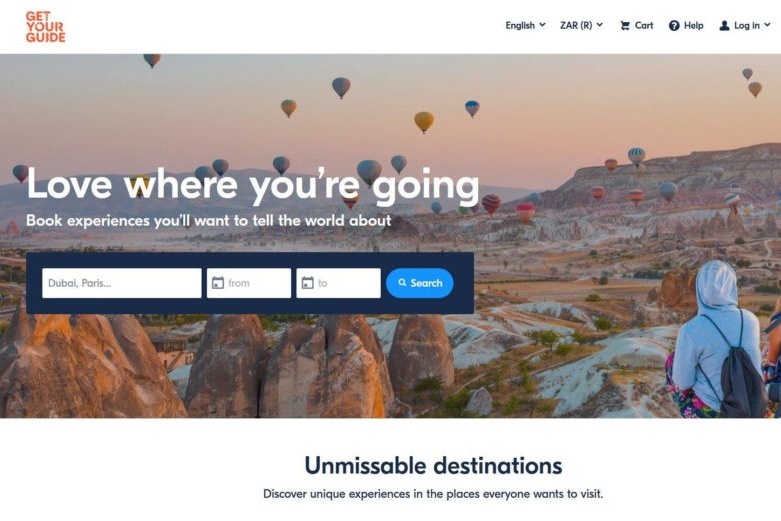 GET
YOUR
GUIDE
English
ZAR (R)
Cart
Help
Log in
Love where you're going
Book experiences you'll want to tell the world about
Dubai, Paris...
from
to
Search
Unmissable destinations
Discover unique experiences in the places everyone wants to visit.